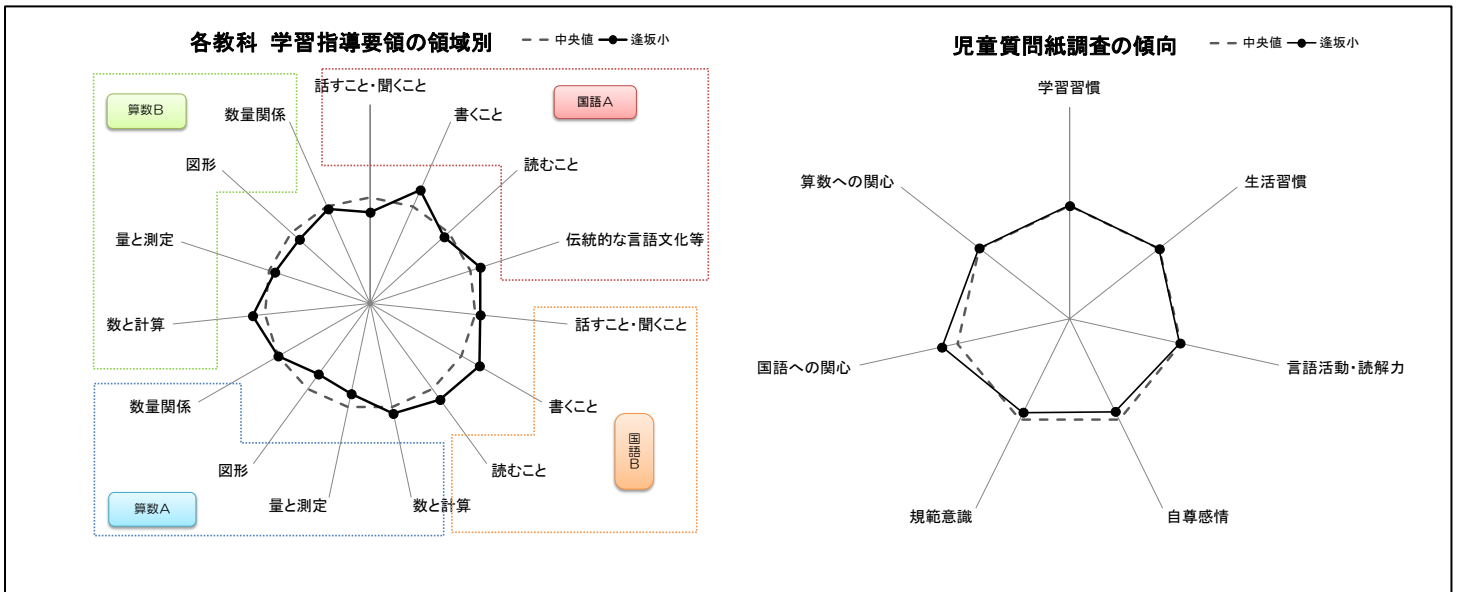 各教科 学習指導要領の領域別
中央値 逢坂小
話すこと・聞くこと
書くこと
読むこと
伝統的な言語文化等
話すこと・聞くこと
書くこと
読むこと
数と計算
量と測定
図形
数量関係
数と計算
量と測定
図形
数量関係
国語A
国語B
算数A
算数B
児童質問紙調査の傾向
中央値 逢坂小
学習習慣
生活習慣
言語活動・読解力
自尊感情
規範意識
国語への関心
算数への関心